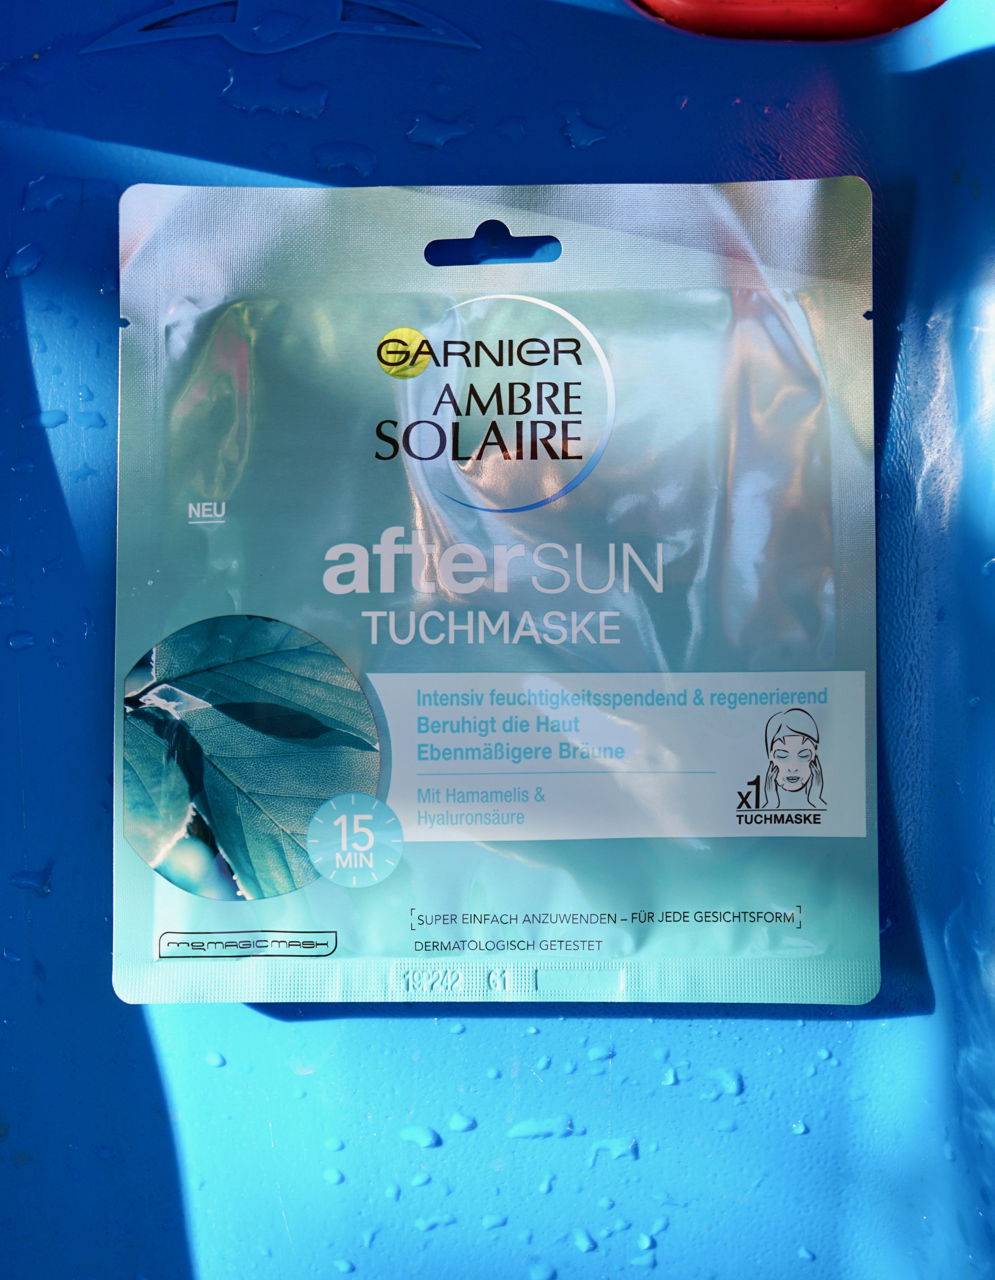 GARNIER
AMBRE
SOLAIRE
NEU
afterSUN
TUCHMASKE
Intensiv feuchtigkeitsspendend & regenerierend
Beruhigt die Haut
Ebenmäßigere Bräune
Mit Hamamelis &
Hyaluronsäure
x1
TUCHMASKE
15
MIN
[SUPER EINFACH ANZUWENDEN – FÜR JEDE GESICHTSFORM]
DERMATOLOGISCH GETESTET
MAGIC MASK
61